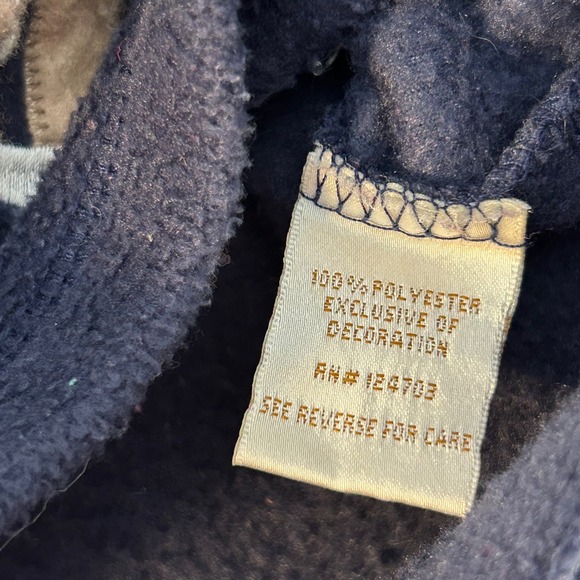 100% POLYESTER
EXCLUSIVE OF
DECORATION
RN# 124703
SEE REVERSE FOR CARE